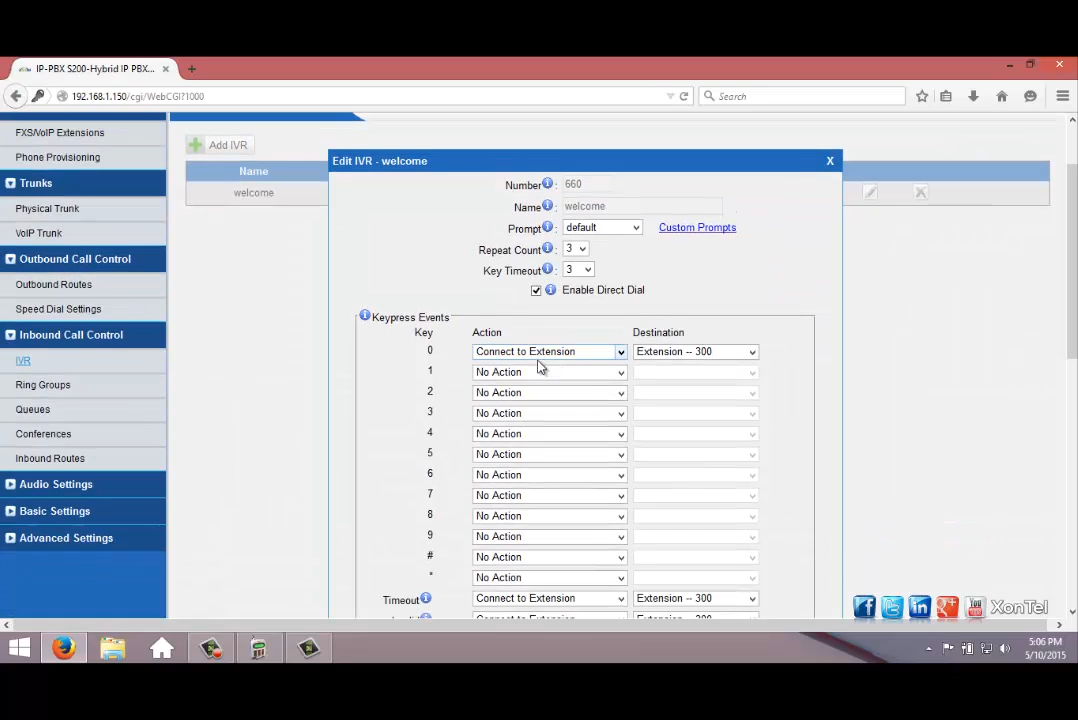 IP-PBX S200-Hybrid IP PBX...
192.168.1.150/cgi/WebCGI?1000
Search
FXS/VoIP Extensions
Phone Provisioning
Trunks
Physical Trunk
VoIP Trunk
Outbound Call Control
Outbound Routes
Speed Dial Settings
Inbound Call Control
IVR
Ring Groups
Queues
Conferences
Inbound Routes
Audio Settings
Basic Settings
Advanced Settings
Add IVR
Name
welcome
Edit IVR - welcome X
Number : 660
Name : welcome
Prompt : default Custom Prompts
Repeat Count : 3
Key Timeout : 3
Enable Direct Dial
Keypress Events
Key Action Destination
0 Connect to Extension Extension -- 300
1 No Action
2 No Action
3 No Action
4 No Action
5 No Action
6 No Action
7 No Action
8 No Action
9 No Action
# No Action
* No Action
Timeout : Connect to Extension Extension -- 300
You Tube
XonTel
5:06 PM
5/10/2015